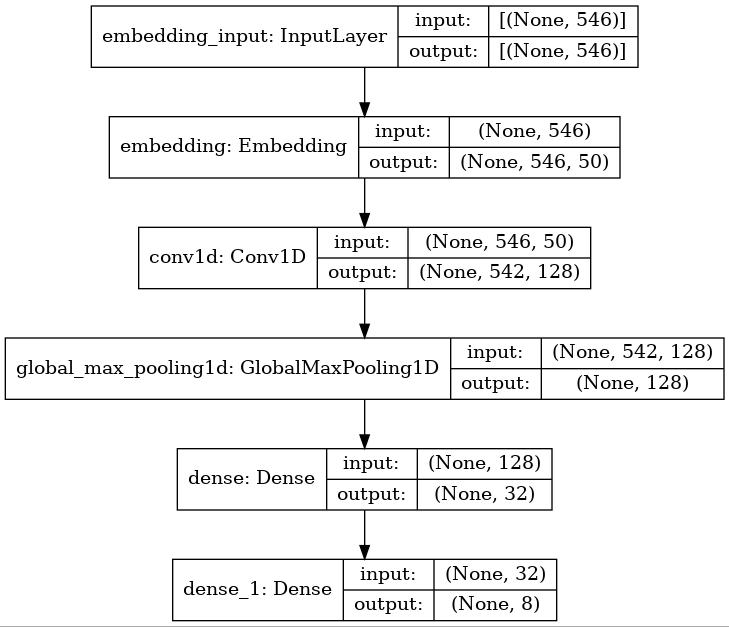 embedding_input: InputLayer
input: [(None, 546)]
output: [(None, 546)]
embedding: Embedding
input: (None, 546)
output: (None, 546, 50)
conv1d: Conv1D
input: (None, 546, 50)
output: (None, 542, 128)
global_max_pooling1d: GlobalMaxPooling1D
input: (None, 542, 128)
output: (None, 128)
dense: Dense
input: (None, 128)
output: (None, 32)
dense_1: Dense
input: (None, 32)
output: (None, 8)